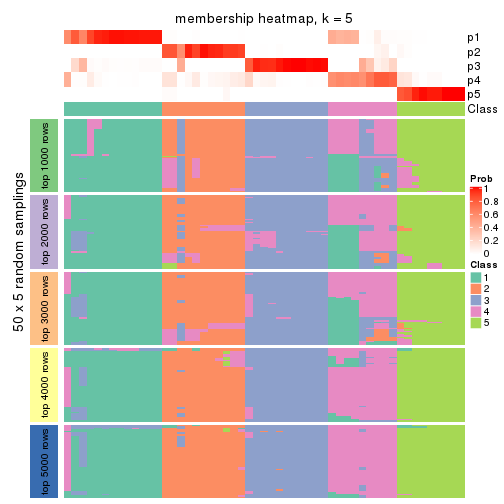 membership heatmap, k = 5
p1
p2
p3
p4
p5
Class
50 x 5 random samplings
top 1000 rows
top 2000 rows
top 3000 rows
top 4000 rows
top 5000 rows
Prob
1
0.8
0.6
0.4
0.2
0
Class
1
2
3
4
5